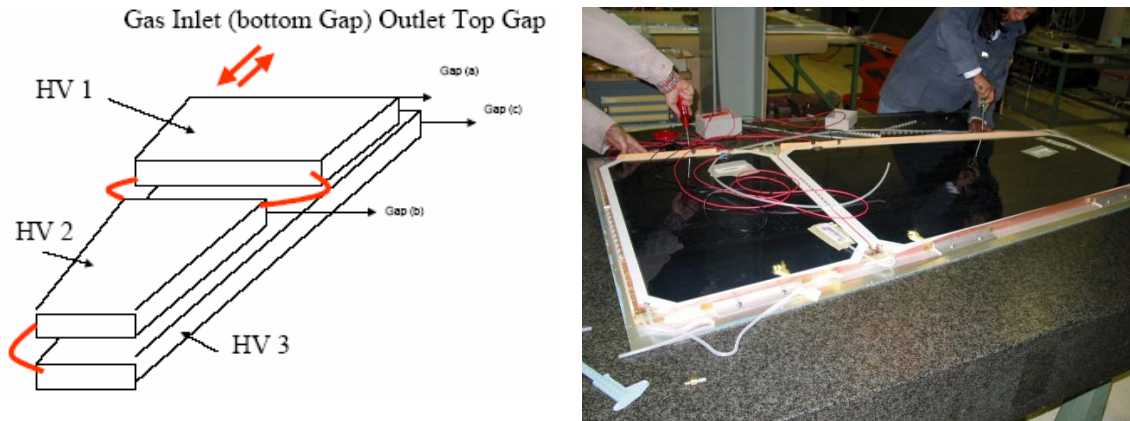 Gas Inlet (bottom Gap) Outlet Top Gap
HV 1
Gap (a)
Gap (c)
HV 2
Gap (b)
HV 3